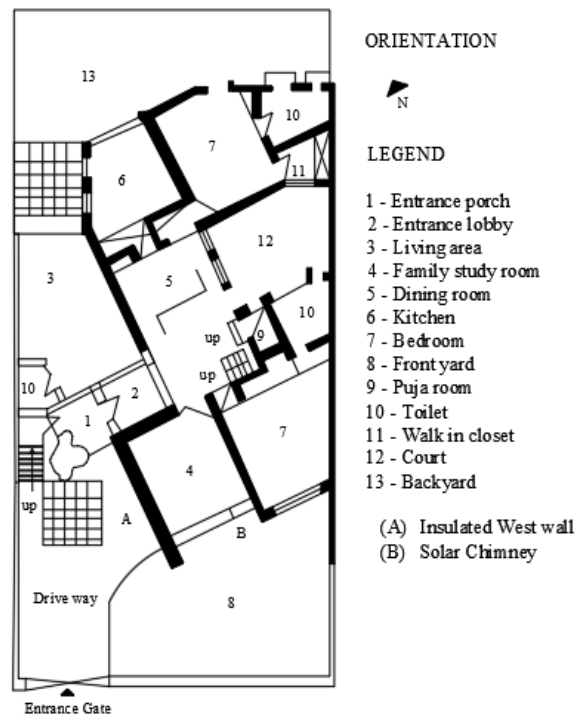 ORIENTATION
N
LEGEND
1 - Entrance porch
2 - Entrance lobby
3 - Living area
4 - Family study room
5 - Dining room
6 - Kitchen
7 - Bedroom
8 - Front yard
9 - Puja room
10 - Toilet
11 - Walk in closet
12 - Court
13 - Backyard
(A) Insulated West wall
(B) Solar Chimney
13
10
7
11
6
12
5
3
10
up
9
up
10
2
1
7
4
up
A
B
Drive way
8
Entrance Gate